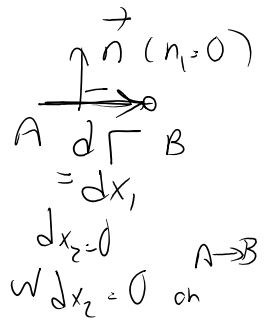 n⃗ (n₁=0)
A dΓ B
= dx₁
dx₂=0
A→B
W dx₂ = 0 on